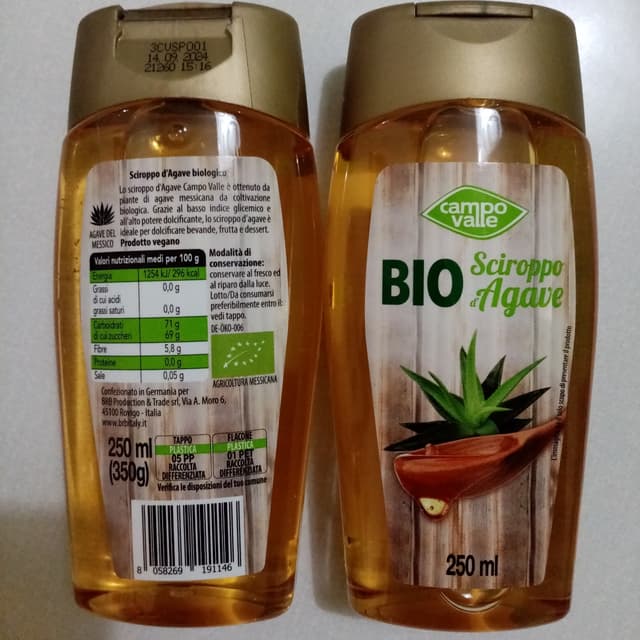 3CVSP001
14 09 2024
21260 15:16
Sciroppo d'Agave biologico
Lo sciroppo d'Agave Campo Valle è ottenuto da
piante di agave messicana da coltivazione
biologica. Grazie al basso indice glicemico e
all'alto potere dolcificante, lo sciroppo d'agave è
ideale per dolcificare bevande, frutta e dessert.
Prodotto vegano
AGAVE DEL
MESSICO
Valori nutrizionali medi per 100 g
Energia 1254 kJ/ 296 kcal
Grassi 0,0 g
di cui acidi
grassi saturi 0,0 g
Carboidrati 71 g
di cui zuccheri 69 g
Fibre 5,8 g
Proteine 0,0 g
Sale 0,05 g
Modalità di
conservazione:
conservare al fresco ed
al riparo dalla luce.
Lotto/Da consumarsi
preferibilmente entro il:
vedi tappo.
DE-ÖKO-006
AGRICOLTURA MESSICANA
Confezionato in Germania per
BRB Production & Trade srl, Via A. Moro 6,
45100 Rovigo - Italia
www.brbitaly.it
250 ml
(350g)
TAPPO
PLASTICA
05 PP
RACCOLTA
DIFFERENZIATA
FLACONE
PLASTICA
01 PET
RACCOLTA
DIFFERENZIATA
Verifica le disposizioni del tuo comune
8 058269 191146
campo
valle
BIO
Sciroppo
d'Agave
250 ml